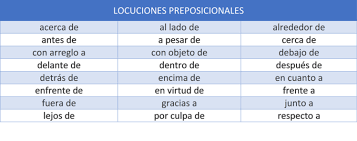 LOCUCIONES PREPOSICIONALES
acerca de al lado de alrededor de
antes de a pesar de cerca de
con arreglo a con objeto de debajo de
delante de dentro de después de
detrás de encima de en cuanto a
enfrente de en virtud de frente a
fuera de gracias a junto a
lejos de por culpa de respecto a